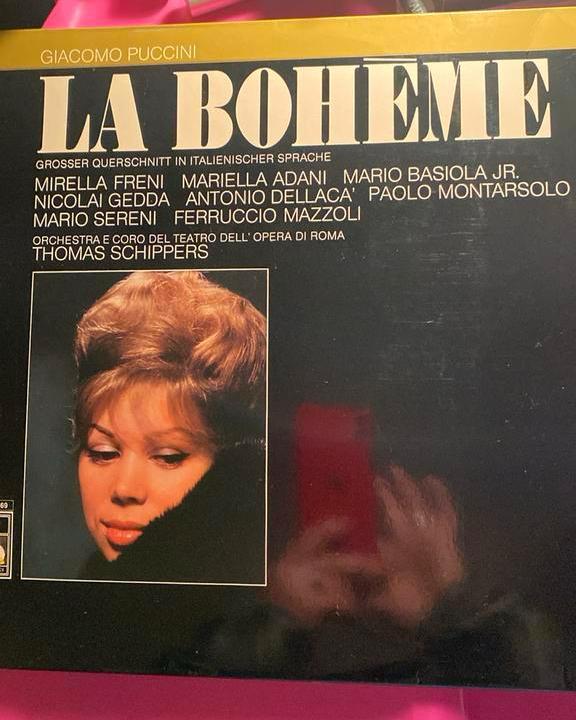 GIACOMO PUCCINI
LA BOHÈME
GROSSER QUERSCHNITT IN ITALIENISCHER SPRACHE
MIRELLA FRENI MARIELLA ADANI MARIO BASIOLA JR.
NICOLAI GEDDA ANTONIO DELLACA' PAOLO MONTARSOLO
MARIO SERENI FERRUCCIO MAZZOLI
ORCHESTRA E CORO DEL TEATRO DELL' OPERA DI ROMA
THOMAS SCHIPPERS
69